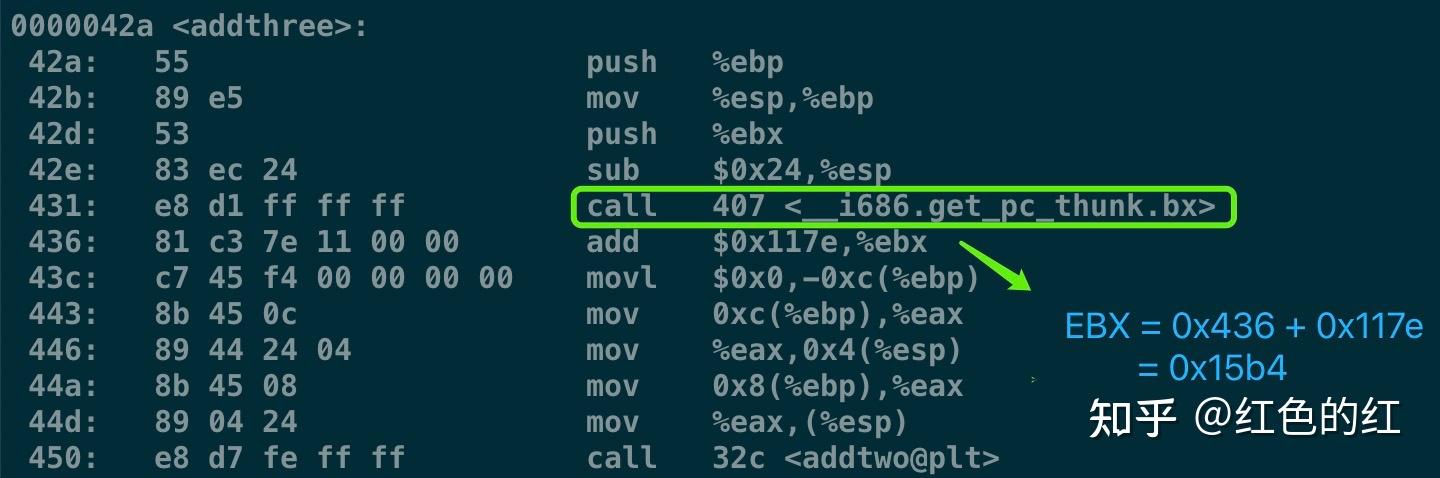 0000042a <addthree>:
42a: 55 push %ebp
42b: 89 e5 mov %esp,%ebp
42d: 53 push %ebx
42e: 83 ec 24 sub $0x24,%esp
431: e8 d1 ff ff ff call 407 <__i686.get_pc_thunk.bx>
436: 81 c3 7e 11 00 00 add $0x117e,%ebx
43c: c7 45 f4 00 00 00 00 movl $0x0,-0xc(%ebp)
443: 8b 45 0c mov 0xc(%ebp),%eax
446: 89 44 24 04 mov %eax,0x4(%esp)
44a: 8b 45 08 mov 0x8(%ebp),%eax
44d: 89 04 24 mov %eax,(%esp)
450: e8 d7 fe ff ff call 32c <addtwo@plt>
EBX = 0x436 + 0x117e
= 0x15b4
知乎 @红色的红